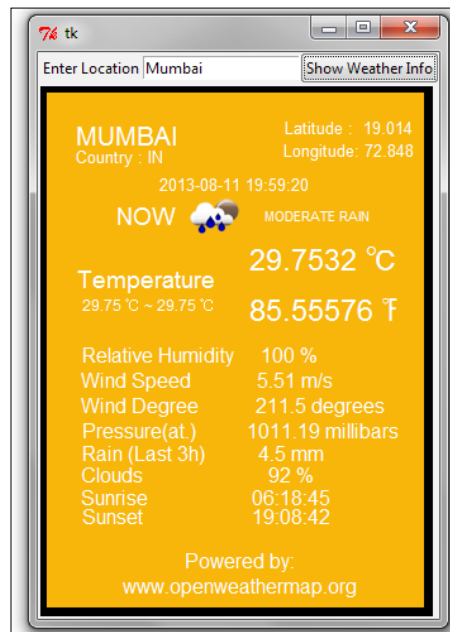 tk
Enter Location Mumbai Show Weather Info
MUMBAI
Country : IN
Latitude : 19.014
Longitude: 72.848
2013-08-11 19:59:20
NOW MODERATE RAIN
Temperature
29.75 ℃ ~ 29.75 ℃
29.7532 ℃
85.55576 ℉
Relative Humidity 100 %
Wind Speed 5.51 m/s
Wind Degree 211.5 degrees
Pressure(at.) 1011.19 millibars
Rain (Last 3h) 4.5 mm
Clouds 92 %
Sunrise 06:18:45
Sunset 19:08:42
Powered by:
www.openweathermap.org